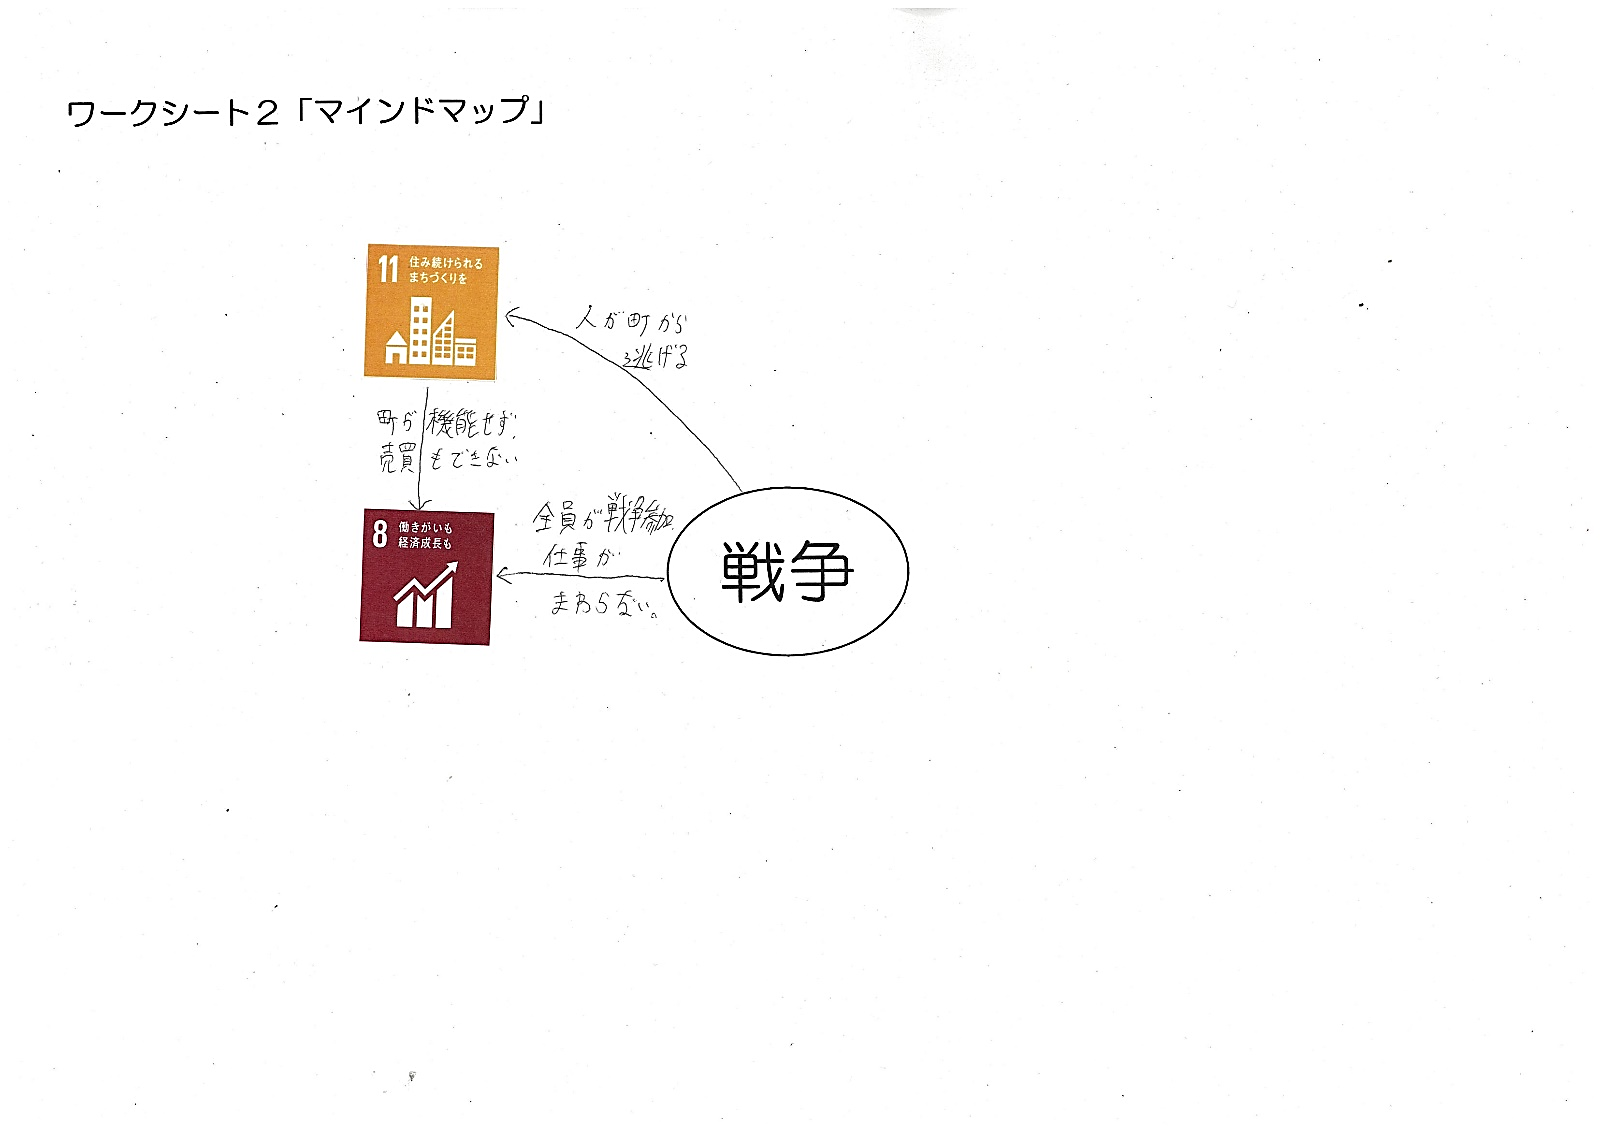 ワークシート２「マインドマップ」
11 住み続けられる
まちづくりを
人が町から
逃げる
町が機能せず、
売買もできない
8 働きがいも
経済成長も
全員が戦争参加、
仕事が
まわらない。
戦争